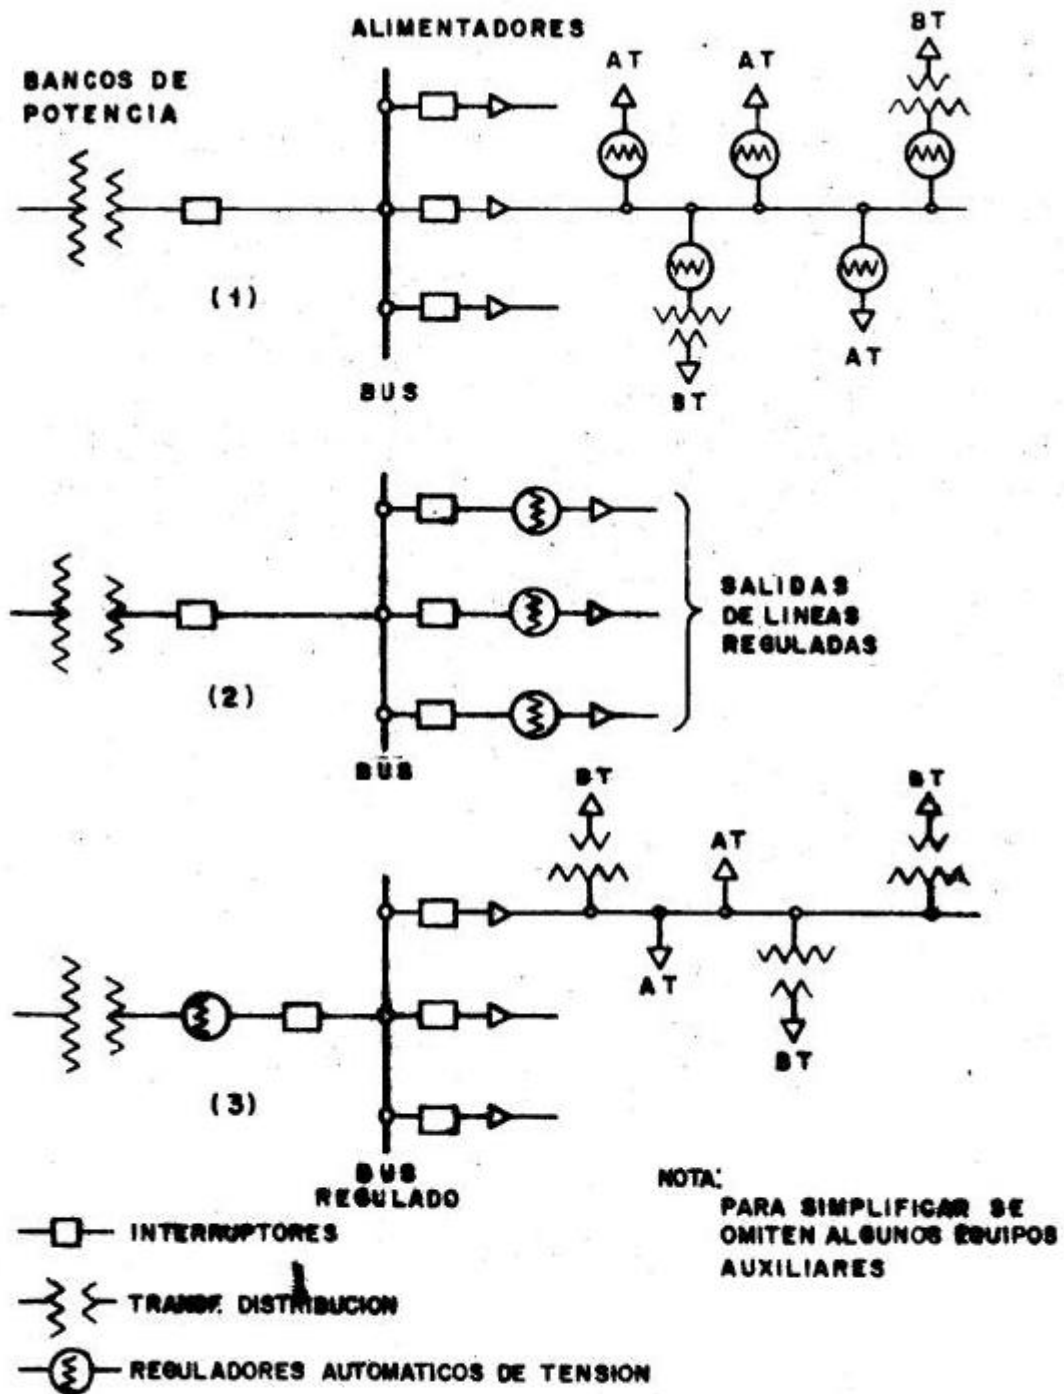 ALIMENTADORES
BANCOS DE
POTENCIA
AT
AT
BT
(1)
BT
AT
BUS
SALIDAS
DE LINEAS
REGULADAS
(2)
BUS
BT
AT
BT
AT
BT
(3)
BUS
REGULADO
NOTA:
PARA SIMPLIFICAR SE
OMITEN ALGUNOS EQUIPOS
AUXILIARES
INTERRUPTORES
TRANSF. DISTRIBUCION
REGULADORES AUTOMATICOS DE TENSION